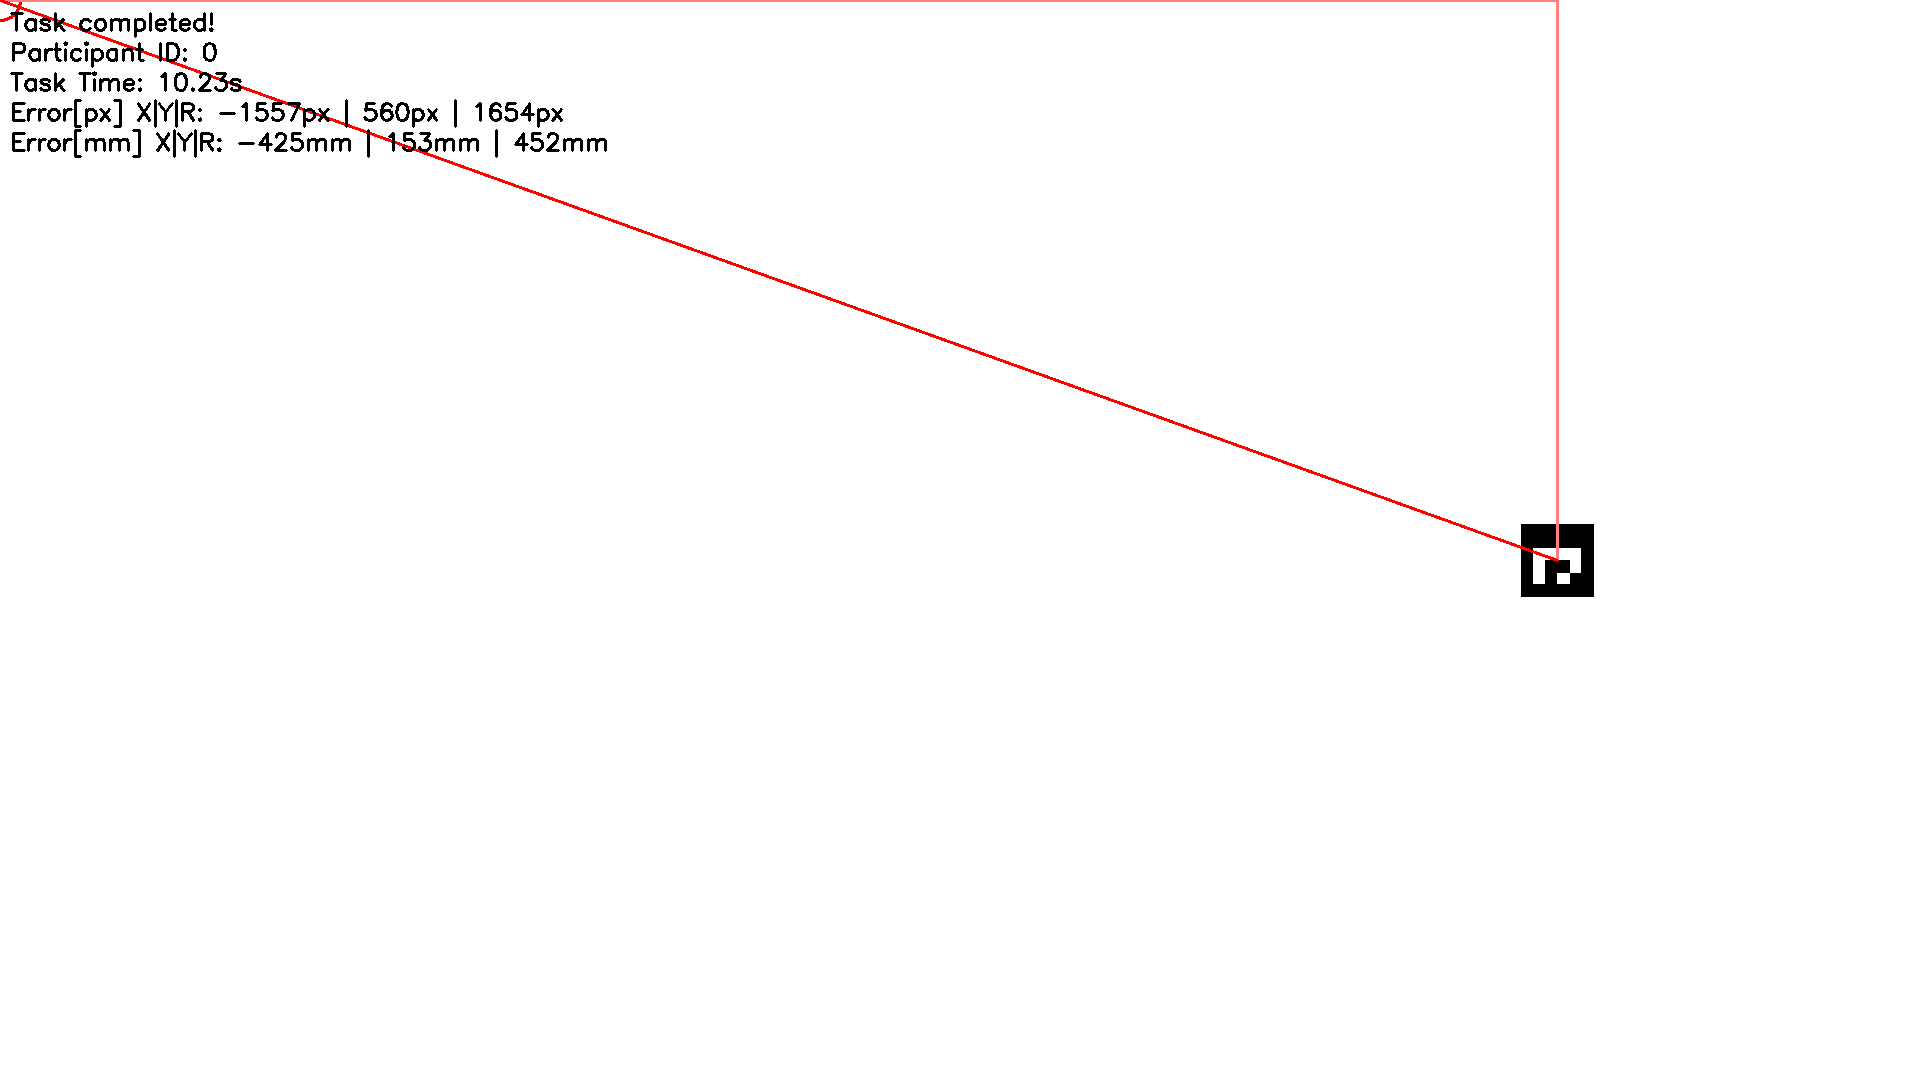 Task completed!
Participant ID: 0
Task Time: 10.23s
Error[px] X|Y|R: -1557px | 560px | 1654px
Error[mm] X|Y|R: -425mm | 153mm | 452mm